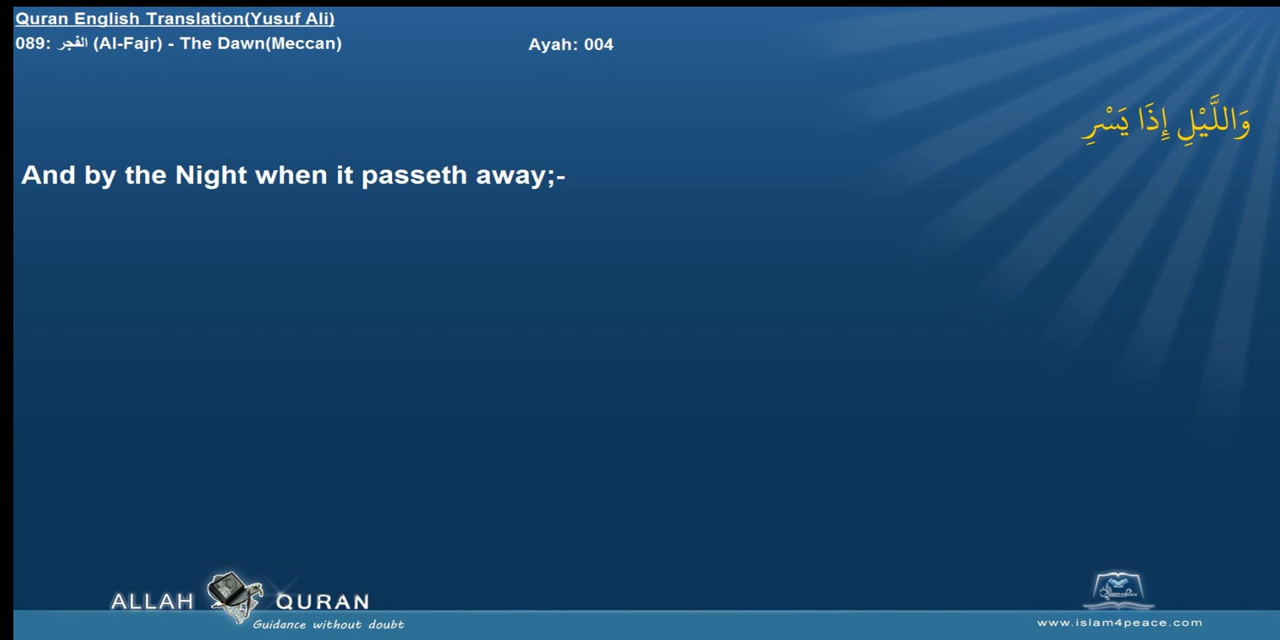 Quran English Translation(Yusuf Ali)
089: الفجر (Al-Fajr) - The Dawn(Meccan)
Ayah: 004
وَاللَّيْلِ إِذَا يَسْرِ
And by the Night when it passeth away;-
ALLAH QURAN
Guidance without doubt
www.islam4peace.com